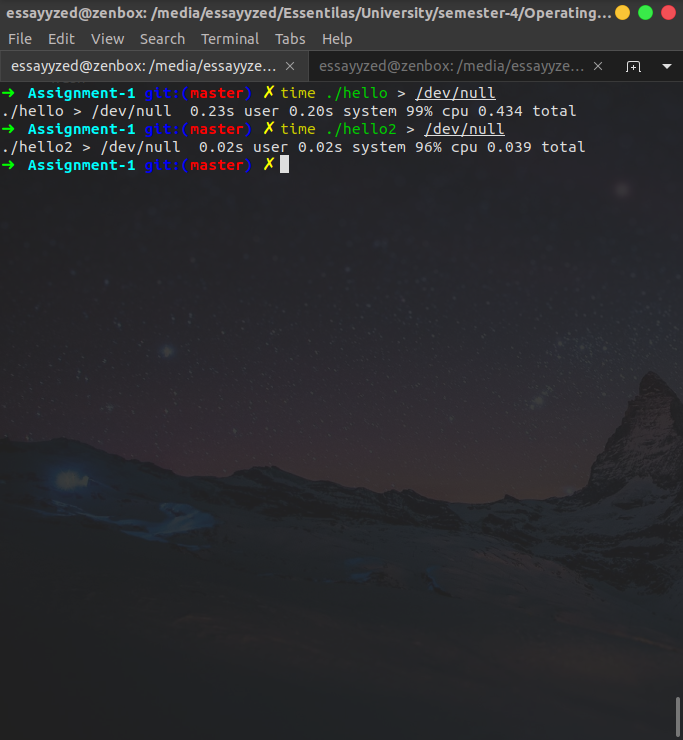 essayyzed@zenbox: /media/essayyzed/Essentilas/University/semester-4/Operating...
File Edit View Search Terminal Tabs Help
essayyzed@zenbox: /media/essayyze... × essayyzed@zenbox: /media/essayyze... ×
➜ Assignment-1 git:(master) ✗ time ./hello > /dev/null
./hello > /dev/null 0.23s user 0.20s system 99% cpu 0.434 total
➜ Assignment-1 git:(master) ✗ time ./hello2 > /dev/null
./hello2 > /dev/null 0.02s user 0.02s system 96% cpu 0.039 total
➜ Assignment-1 git:(master) ✗